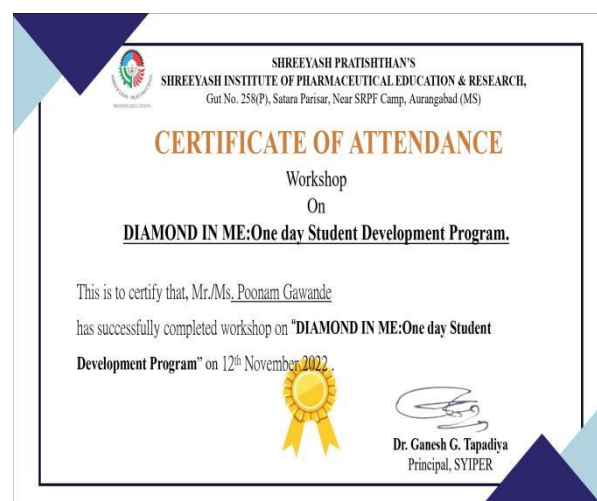 SHREEYASH PRATISHTHAN'S
SHREEYASH INSTITUTE OF PHARMACEUTICAL EDUCATION & RESEARCH,
Gut No. 258(P), Satara Parisar, Near SRPF Camp, Aurangabad (MS)
CERTIFICATE OF ATTENDANCE
Workshop
On
DIAMOND IN ME:One day Student Development Program.
This is to certify that, Mr./Ms. Poonam Gawande
has successfully completed workshop on "DIAMOND IN ME:One day Student
Development Program" on 12th November 2022 .
Dr. Ganesh G. Tapadiya
Principal, SYIPER